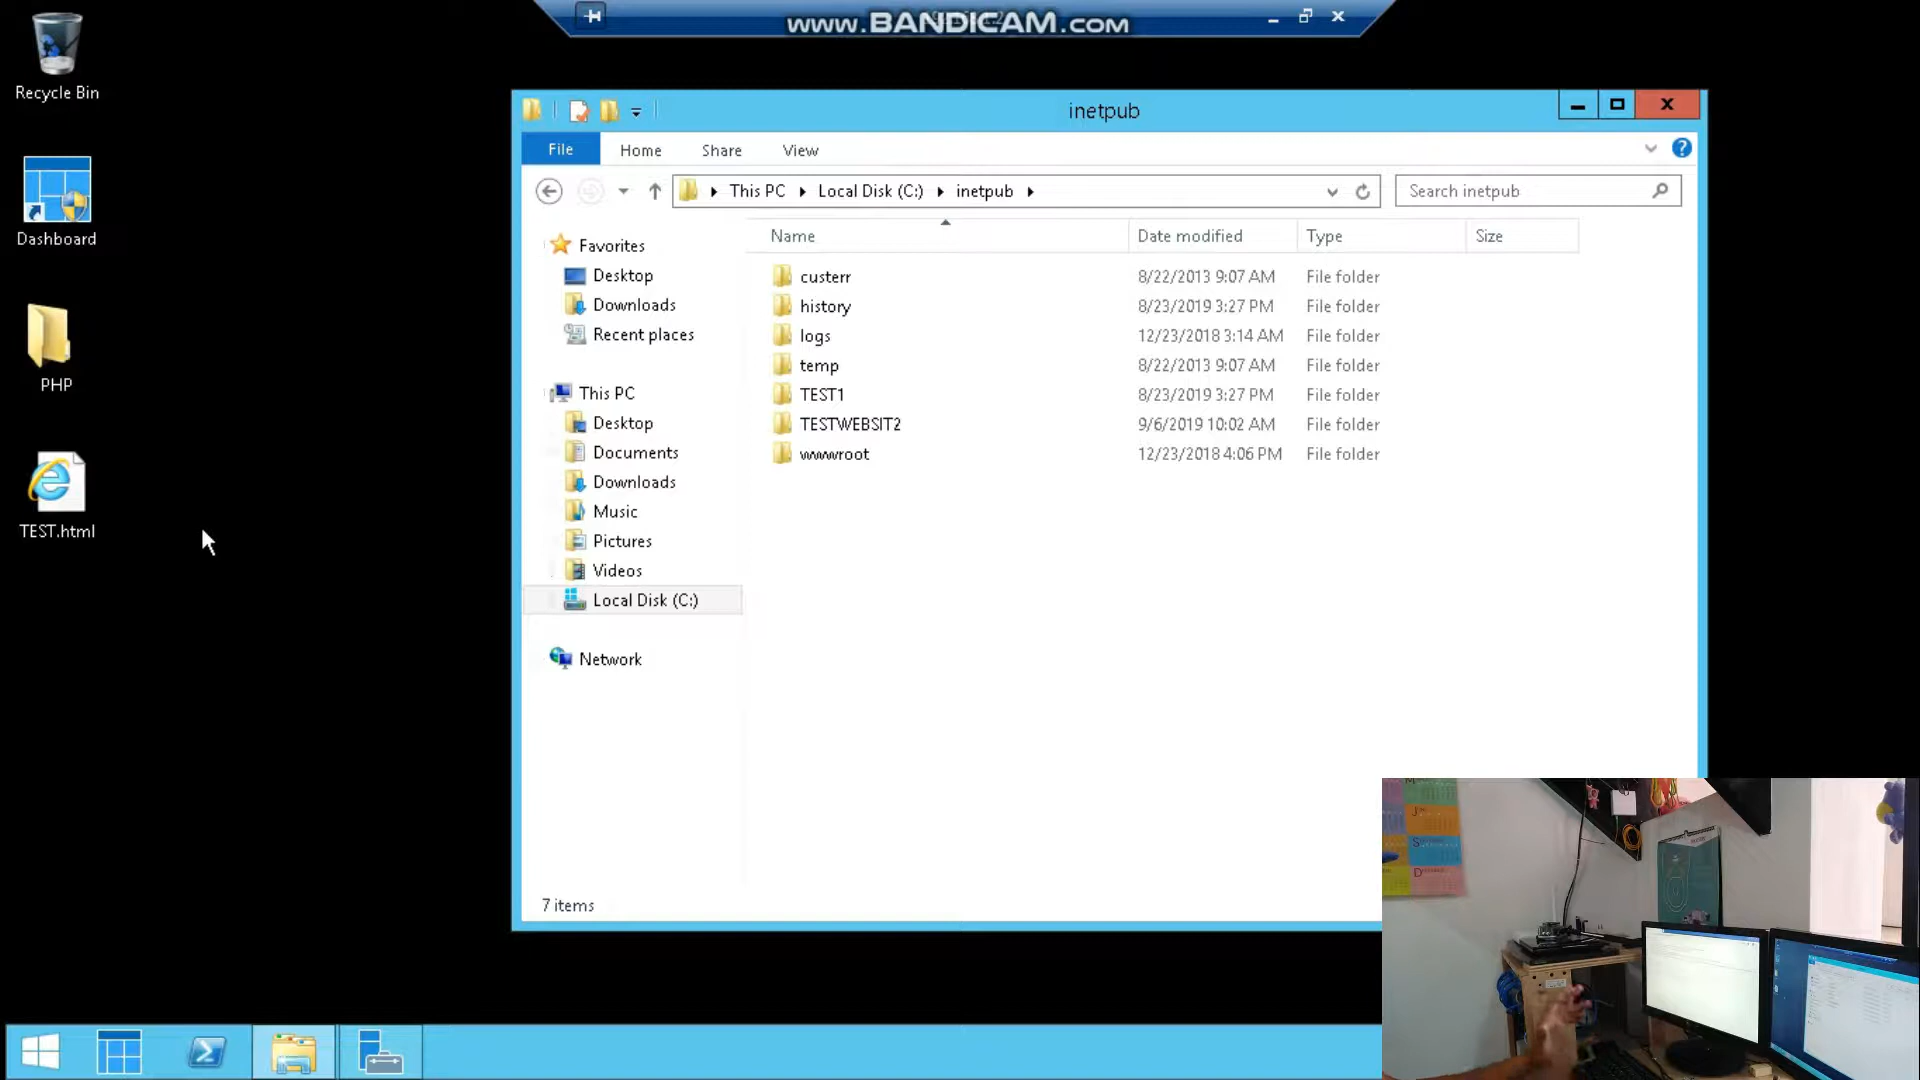 www.BANDICAM.com
Recycle Bin
Dashboard
PHP
TEST.html
inetpub
File
Home
Share
View
This PC
Local Disk (C:)
inetpub
Search inetpub
Name
Date modified
Type
Size
Favorites
Desktop
Downloads
Recent places
This PC
Desktop
Documents
Downloads
Music
Pictures
Videos
Local Disk (C:)
Network
custerr 8/22/2013 9:07 AM File folder
history 8/23/2019 3:27 PM File folder
logs 12/23/2018 3:14 AM File folder
temp 8/22/2013 9:07 AM File folder
TEST1 8/23/2019 3:27 PM File folder
TESTWEBSIT2 9/6/2019 10:02 AM File folder
wwwroot 12/23/2018 4:06 PM File folder
7 items